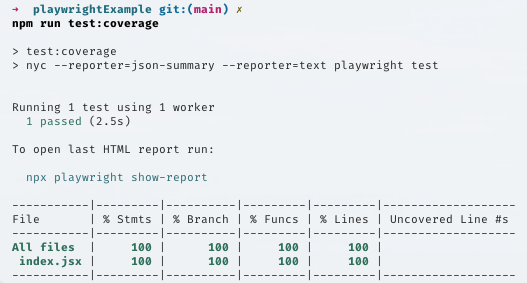 →  playwrightExample git:(main) ✗
npm run test:coverage

> test:coverage
> nyc --reporter=json-summary --reporter=text playwright test


Running 1 test using 1 worker
  1 passed (2.5s)

To open last HTML report run:

  npx playwright show-report

-----------|---------|----------|---------|---------|-------------------
File       | % Stmts | % Branch | % Funcs | % Lines | Uncovered Line #s
-----------|---------|----------|---------|---------|-------------------
All files  |     100 |      100 |     100 |     100 |
 index.jsx |     100 |      100 |     100 |     100 |
-----------|---------|----------|---------|---------|-------------------